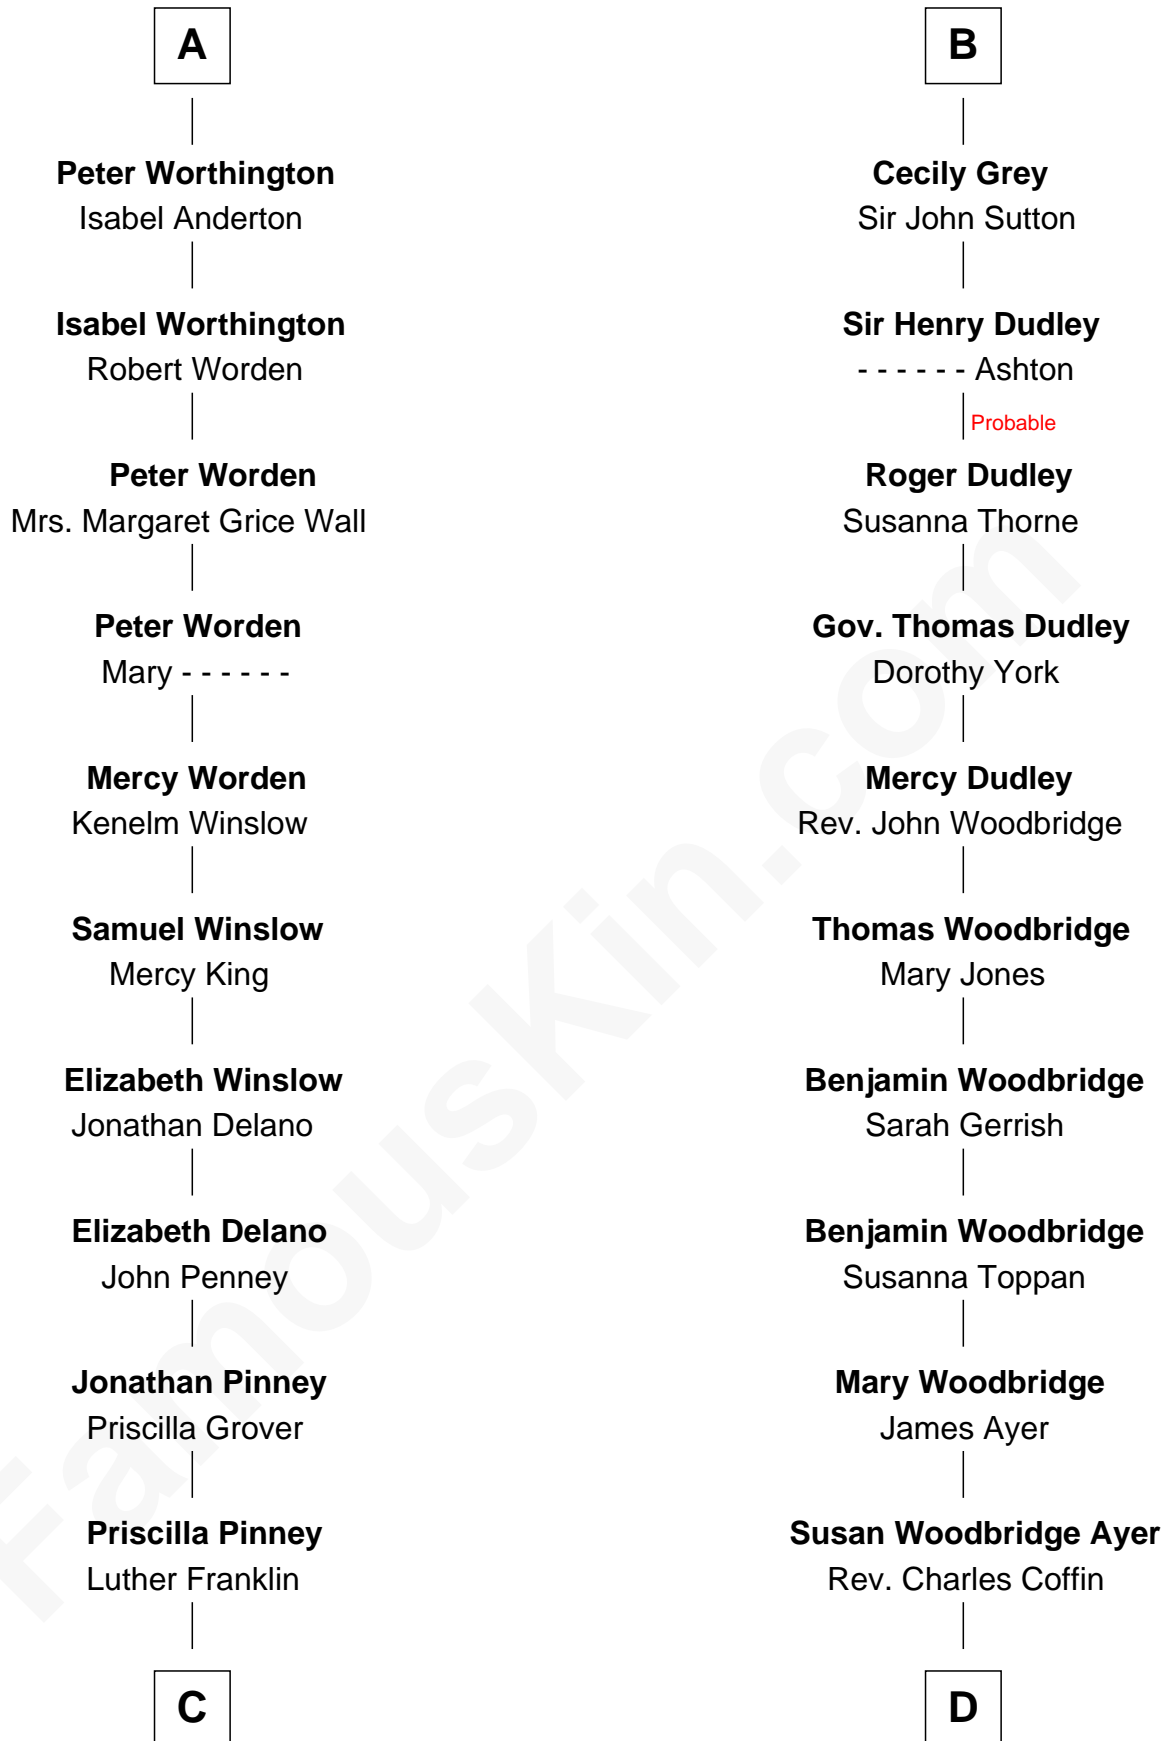 A
Peter Worthington
Isabel Anderton
Isabel Worthington
Robert Worden
Peter Worden
Mrs. Margaret Grice Wall
Peter Worden
Mary - - - - - -
Mercy Worden
Kenelm Winslow
Samuel Winslow
Mercy King
Elizabeth Winslow
Jonathan Delano
Elizabeth Delano
John Penney
Jonathan Pinney
Priscilla Grover
Priscilla Pinney
Luther Franklin
C
B
Cecily Grey
Sir John Sutton
Sir Henry Dudley
- - - - - - Ashton
Probable
Roger Dudley
Susanna Thorne
Gov. Thomas Dudley
Dorothy York
Mercy Dudley
Rev. John Woodbridge
Thomas Woodbridge
Mary Jones
Benjamin Woodbridge
Sarah Gerrish
Benjamin Woodbridge
Susanna Toppan
Mary Woodbridge
James Ayer
Susan Woodbridge Ayer
Rev. Charles Coffin
D
FamousKin.com